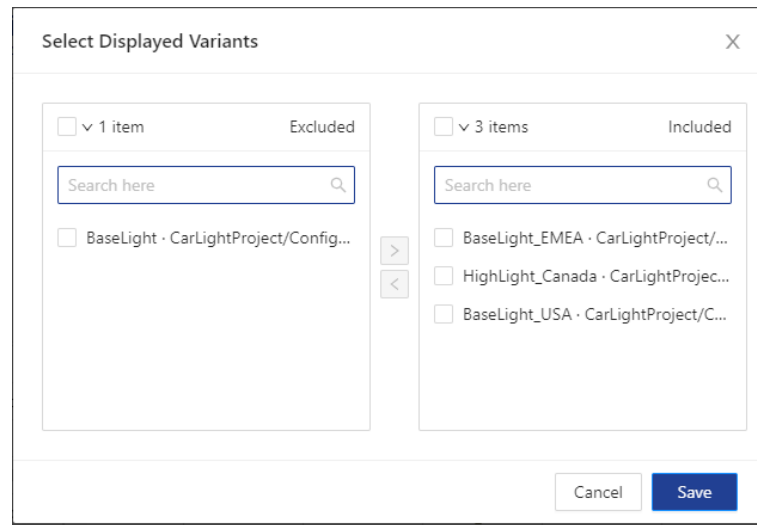 Select Displayed Variants
1 item Excluded
Search here
BaseLight · CarLightProject/Config...
3 items Included
Search here
BaseLight_EMEA · CarLightProject/...
HighLight_Canada · CarLightProjec...
BaseLight_USA · CarLightProject/C...
Cancel Save